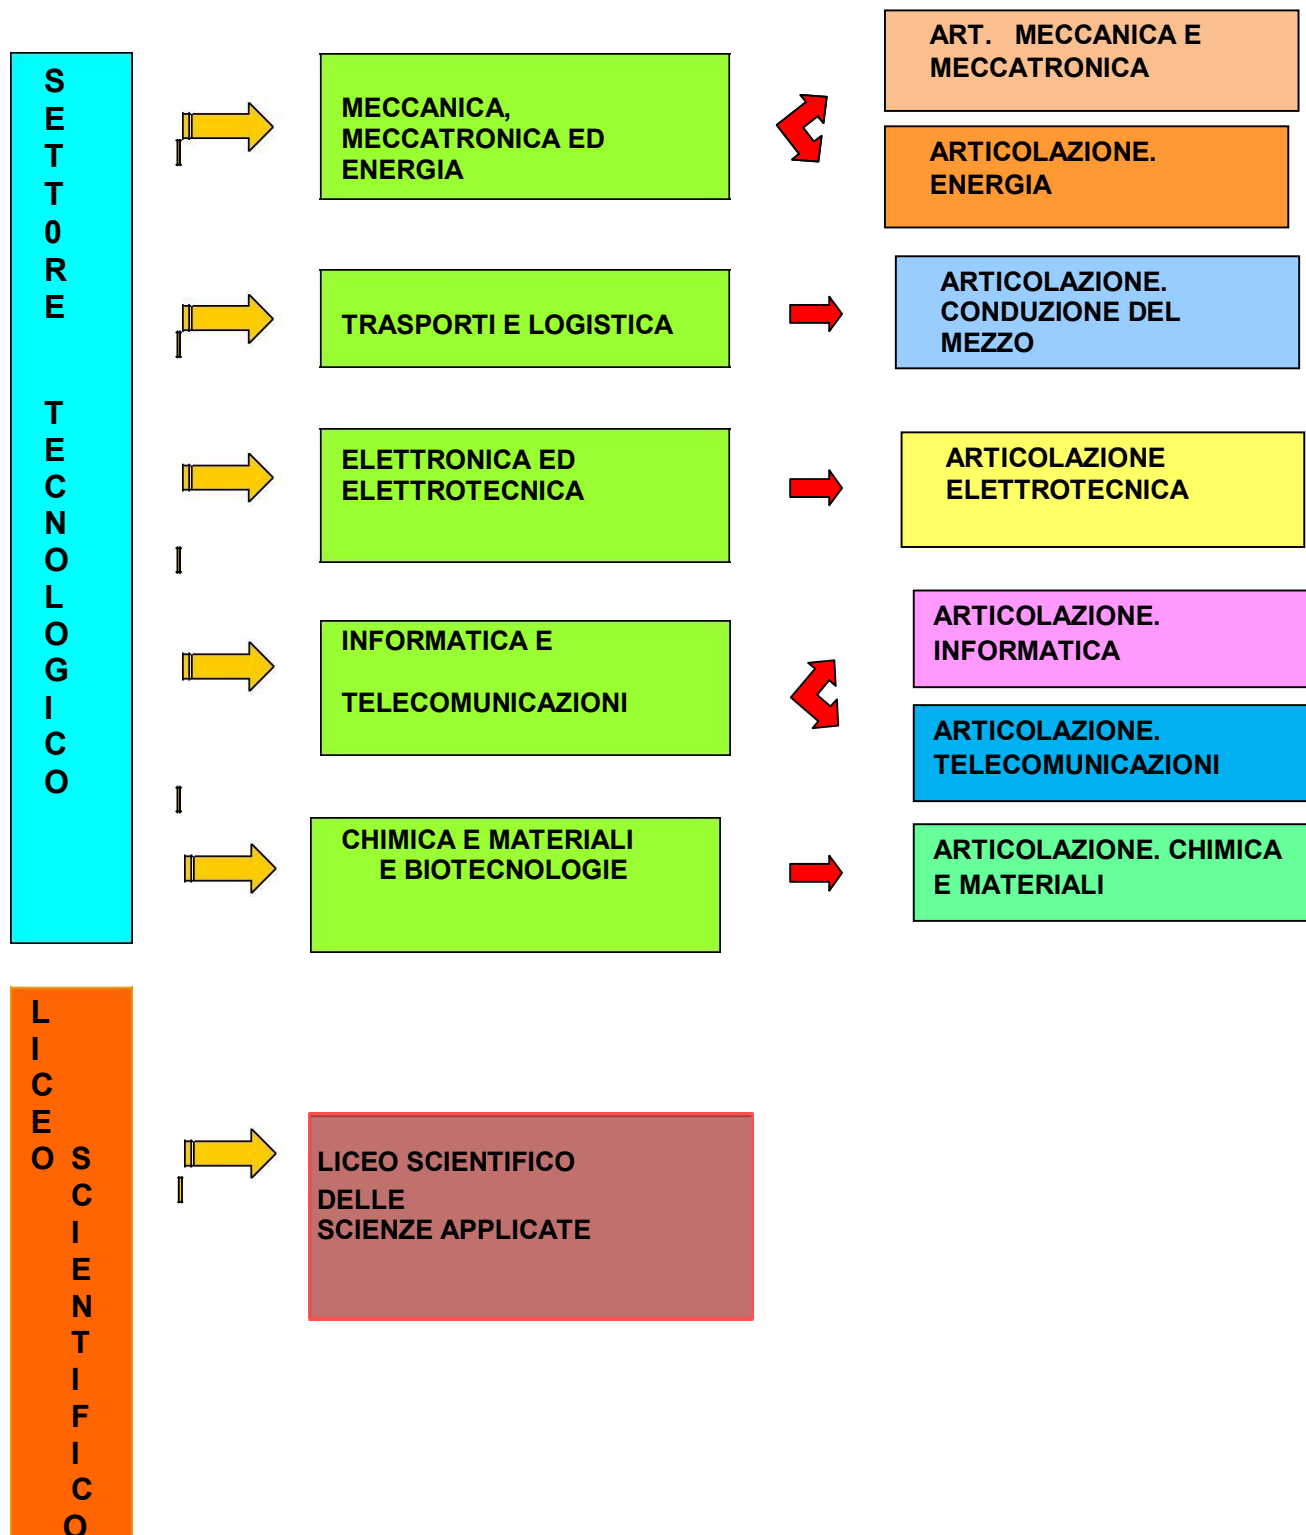 SETT0RE TECNOLOGICO
MECCANICA,
MECCATRONICA ED
ENERGIA
ART. MECCANICA E
MECCATRONICA
ARTICOLAZIONE.
ENERGIA
TRASPORTI E LOGISTICA
ARTICOLAZIONE.
CONDUZIONE DEL
MEZZO
ELETTRONICA ED
ELETTROTECNICA
ARTICOLAZIONE
ELETTROTECNICA
INFORMATICA E
TELECOMUNICAZIONI
ARTICOLAZIONE.
INFORMATICA
ARTICOLAZIONE.
TELECOMUNICAZIONI
CHIMICA E MATERIALI
E BIOTECNOLOGIE
ARTICOLAZIONE. CHIMICA
E MATERIALI
LICEO
SCIENTIFICO
LICEO SCIENTIFICO
DELLE
SCIENZE APPLICATE